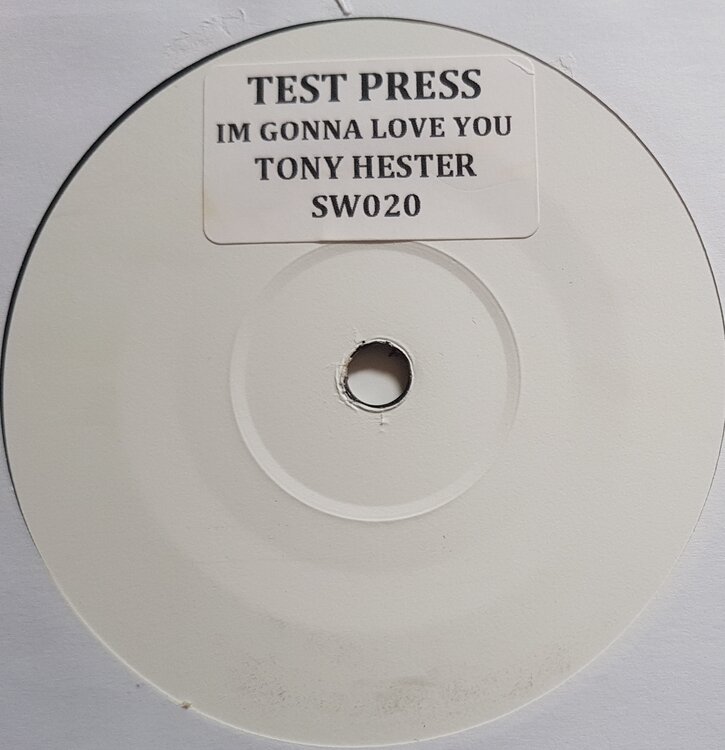 TEST PRESS
IM GONNA LOVE YOU
TONY HESTER
SW020